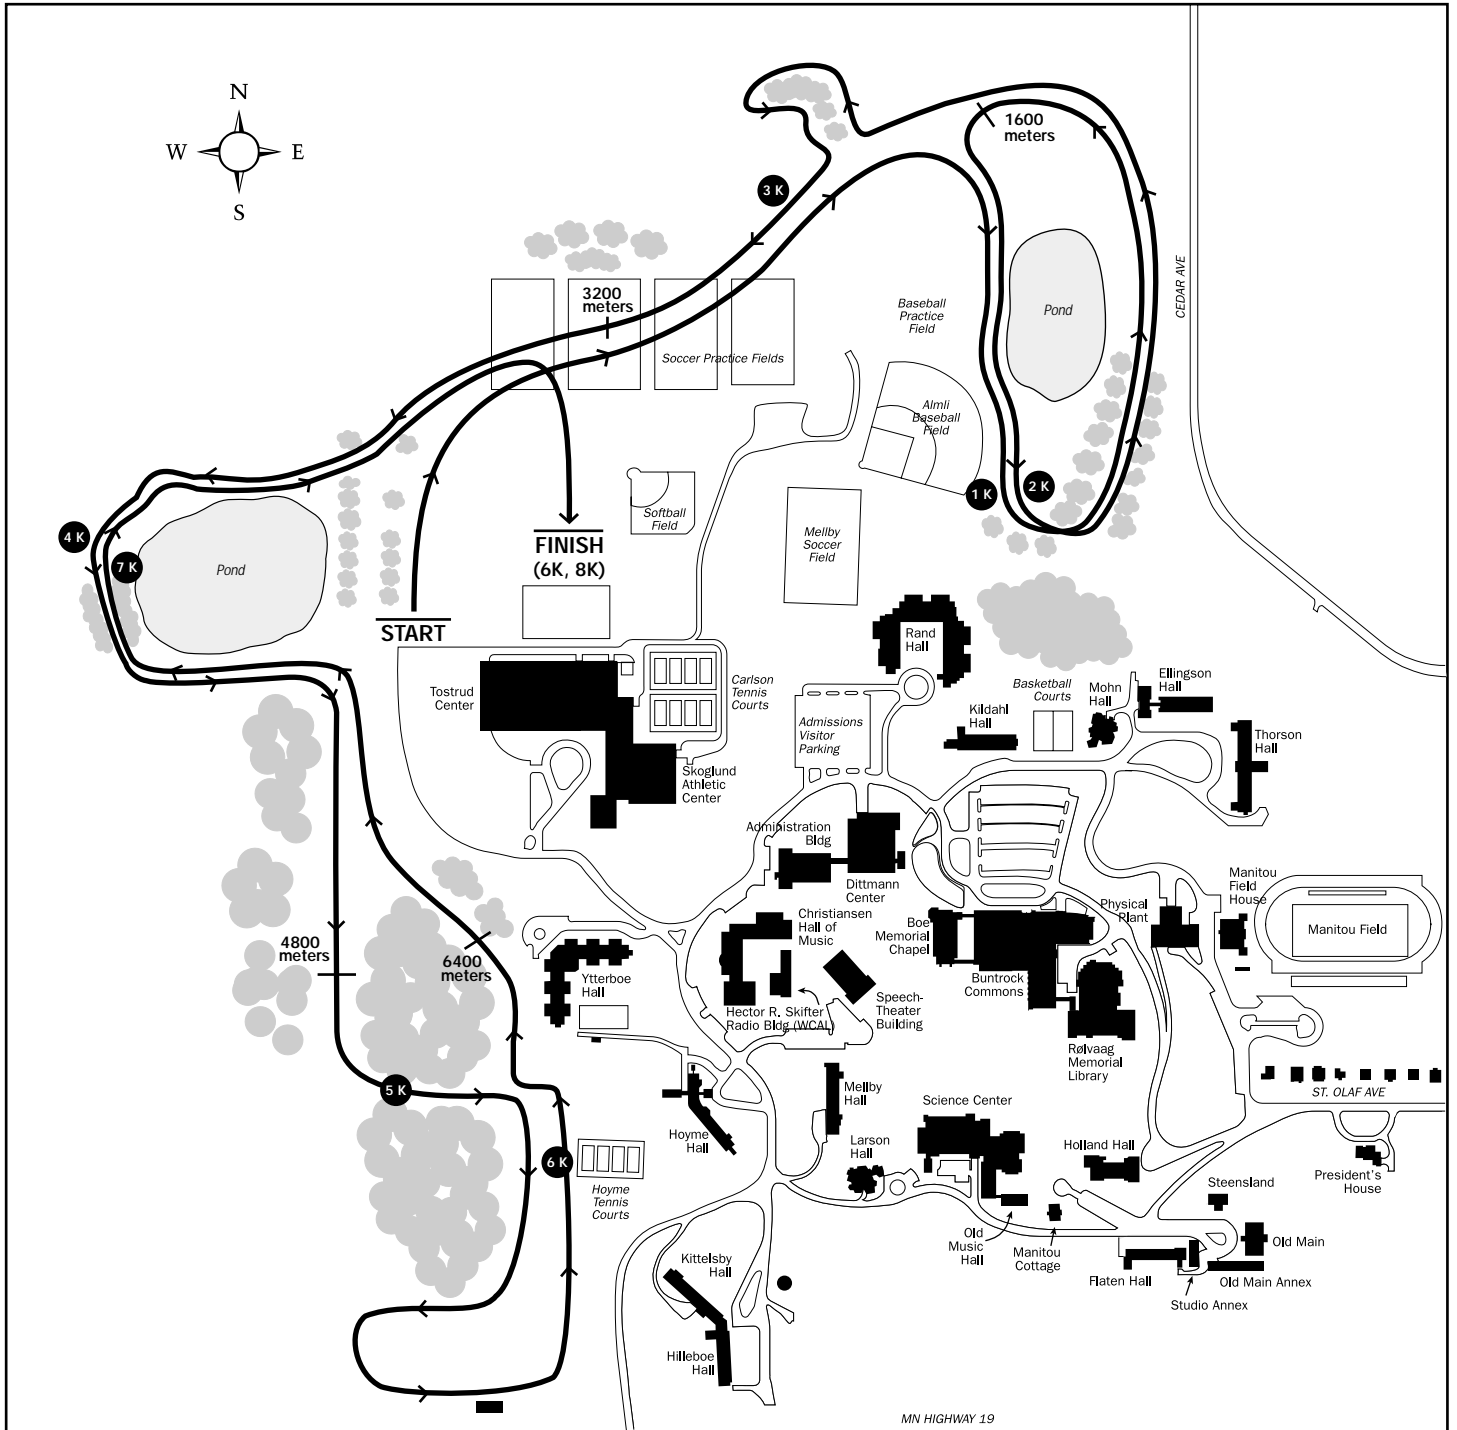 N
W
E
S
1600
meters
3 K
CEDAR AVE
3200
meters
Baseball
Practice
Field
Pond
Soccer Practice Fields
Almli
Baseball
Field
1 K
2 K
Softball
Field
4 K
FINISH
(6K, 8K)
Mellby
Soccer
Field
7 K
Pond
START
Rand
Hall
Tostrud
Center
Carlson
Tennis
Courts
Basketball
Courts
Mohn
Hall
Ellingson
Hall
Admissions
Visitor
Parking
Kildahl
Hall
Thorson
Hall
Skoglund
Athletic
Center
Administration
Bldg
Dittmann
Center
Manitou
Field
House
Physical
Plant
Christiansen
Hall of
Music
Boe
Memorial
Chapel
Manitou Field
4800
meters
6400
meters
Ytterboe
Hall
Buntrock
Commons
Speech-
Theater
Building
Hector R. Skifter
Radio Bldg (WCAL)
Rølvaag
Memorial
Library
5 K
Mellby
Hall
ST. OLAF AVE
Science Center
Hoyme
Hall
Larson
Hall
Holland Hall
6 K
President's
House
Steensland
Hoyme
Tennis
Courts
Old
Music
Hall
Manitou
Cottage
Old Main
Kittelsby
Hall
Flaten Hall
Old Main Annex
Studio Annex
Hilleboe
Hall
MN HIGHWAY 19